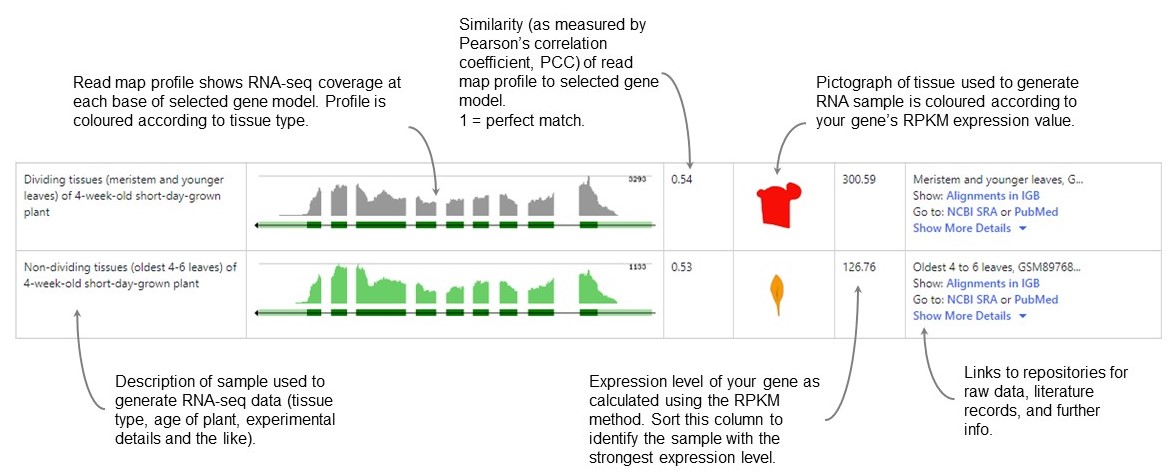 Similarity (as measured by
Pearson's correlation
coefficient, PCC) of read
map profile to selected gene
model.
1 = perfect match.
Read map profile shows RNA-seq coverage at
each base of selected gene model. Profile is
coloured according to tissue type.
Pictograph of tissue used to generate
RNA sample is coloured according to
your gene's RPKM expression value.
Dividing tissues (meristem and younger
leaves) of 4-week-old short-day-grown
plant
3293
0.54
300.59
Meristem and younger leaves, G...
Show: Alignments in IGB
Go to: NCBI SRA or PubMed
Show More Details
Non-dividing tissues (oldest 4-6 leaves) of
4-week-old short-day-grown plant
0.53
126.76
Oldest 4 to 6 leaves, GSM89768...
Show: Alignments in IGB
Go to: NCBI SRA or PubMed
Show More Details
Description of sample used to
generate RNA-seq data (tissue
type, age of plant, experimental
details and the like).
Expression level of your gene as
calculated using the RPKM
method. Sort this column to
identify the sample with the
strongest expression level.
Links to repositories for
raw data, literature
records, and further
info.